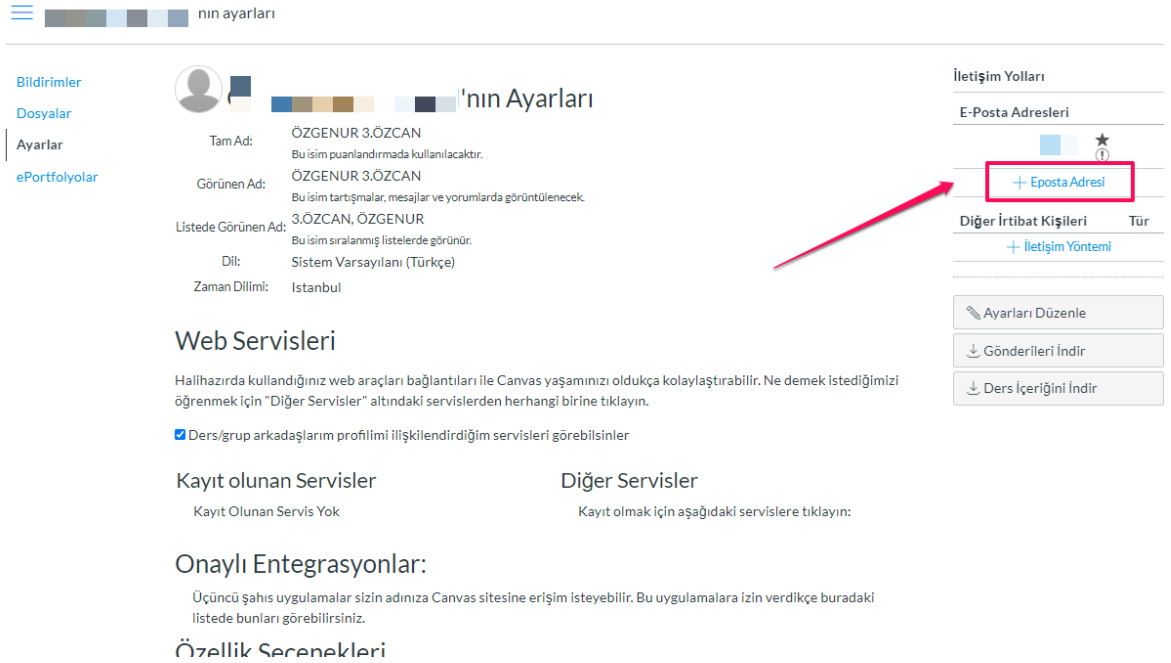 nın ayarları
Bildirimler
Dosyalar
Ayarlar
ePortfolyolar
'nın Ayarları
Tam Ad: ÖZGENUR 3.ÖZCAN
Bu isim puanlandırmada kullanılacaktır.
Görünen Ad: ÖZGENUR 3.ÖZCAN
Bu isim tartışmalar, mesajlar ve yorumlarda görüntülenecek.
Listede Görünen Ad: 3.ÖZCAN, ÖZGENUR
Bu isim sıralanmış listelerde görünür.
Dil: Sistem Varsayılanı (Türkçe)
Zaman Dilimi: Istanbul
Web Servisleri
Halihazırda kullandığınız web araçları bağlantıları ile Canvas yaşamınızı oldukça kolaylaştırabilir. Ne demek istediğimizi
öğrenmek için "Diğer Servisler" altındaki servislerden herhangi birine tıklayın.
Ders/grup arkadaşlarım profilimi ilişkilendirdiğim servisleri görebilsinler
Kayıt olunan Servisler
Kayıt Olunan Servis Yok
Diğer Servisler
Kayıt olmak için aşağıdaki servislere tıklayın:
Onaylı Entegrasyonlar:
Üçüncü şahıs uygulamalar sizin adınıza Canvas sitesine erişim isteyebilir. Bu uygulamalara izin verdikçe buradaki
listede bunları görebilirsiniz.
Özellik Seçenekleri
İletişim Yolları
E-Posta Adresleri
+ Eposta Adresi
Diğer İrtibat Kişileri Tür
+ İletişim Yöntemi
Ayarları Düzenle
Gönderileri İndir
Ders İçeriğini İndir